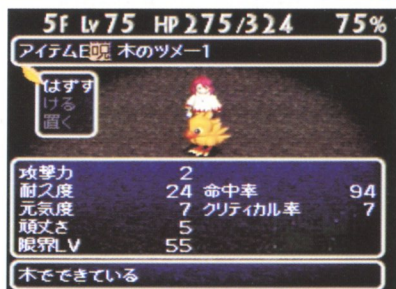 5F Lv75 HP275/324 75%
アイテムE呪 木のツメー1
はずす
ける
置く
攻撃力 2
耐久度 24 命中率 94
元気度 7 クリティカル率 7
頑丈さ 5
限界LV 55
木でできている